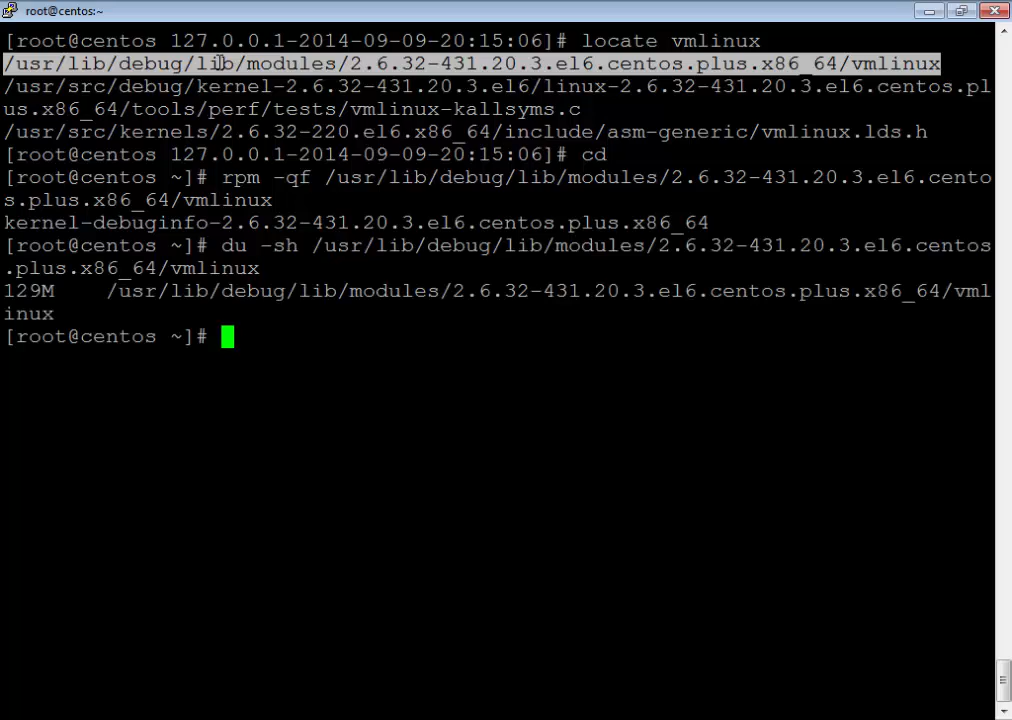 root@centos:~
[root@centos 127.0.0.1-2014-09-09-20:15:06]# locate vmlinux
/usr/lib/debug/lib/modules/2.6.32-431.20.3.el6.centos.plus.x86_64/vmlinux
/usr/src/debug/kernel-2.6.32-431.20.3.el6/linux-2.6.32-431.20.3.el6.centos.pl
us.x86_64/tools/perf/tests/vmlinux-kallsyms.c
/usr/src/kernels/2.6.32-220.el6.x86_64/include/asm-generic/vmlinux.lds.h
[root@centos 127.0.0.1-2014-09-09-20:15:06]# cd
[root@centos ~]# rpm -qf /usr/lib/debug/lib/modules/2.6.32-431.20.3.el6.cento
s.plus.x86_64/vmlinux
kernel-debuginfo-2.6.32-431.20.3.el6.centos.plus.x86_64
[root@centos ~]# du -sh /usr/lib/debug/lib/modules/2.6.32-431.20.3.el6.centos
.plus.x86_64/vmlinux
129M    /usr/lib/debug/lib/modules/2.6.32-431.20.3.el6.centos.plus.x86_64/vml
inux
[root@centos ~]#